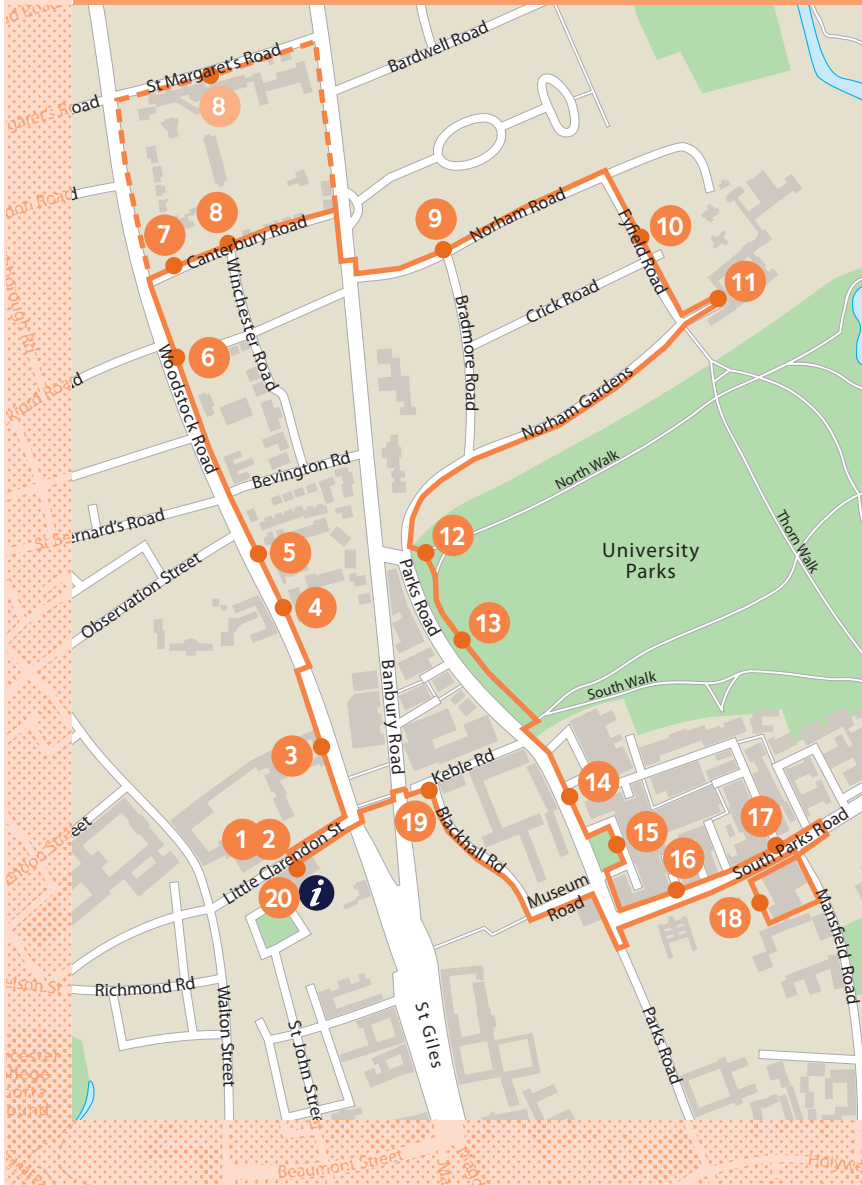 St Margaret's Road
Bardwell Road
8
8
7
Canterbury Road
9
Norham Road
10
Fyfield Road
11
Winchester Road
Crick Road
Bradmore Road
6
Woodstock Road
Norham Gardens
Bevington Rd
North Walk
Thorn Walk
University
Parks
5
4
Observation Street
12
Parks Road
13
South Walk
Banbury Road
3
Keble Rd
14
1
2
19
Blackhall Rd
15
17
16
South Parks Road
Little Clarendon St
20
i
Museum
Road
18
Mansfield Road
Richmond Rd
Walton Street
St John Street
St Giles
Parks Road
Beaumont Street